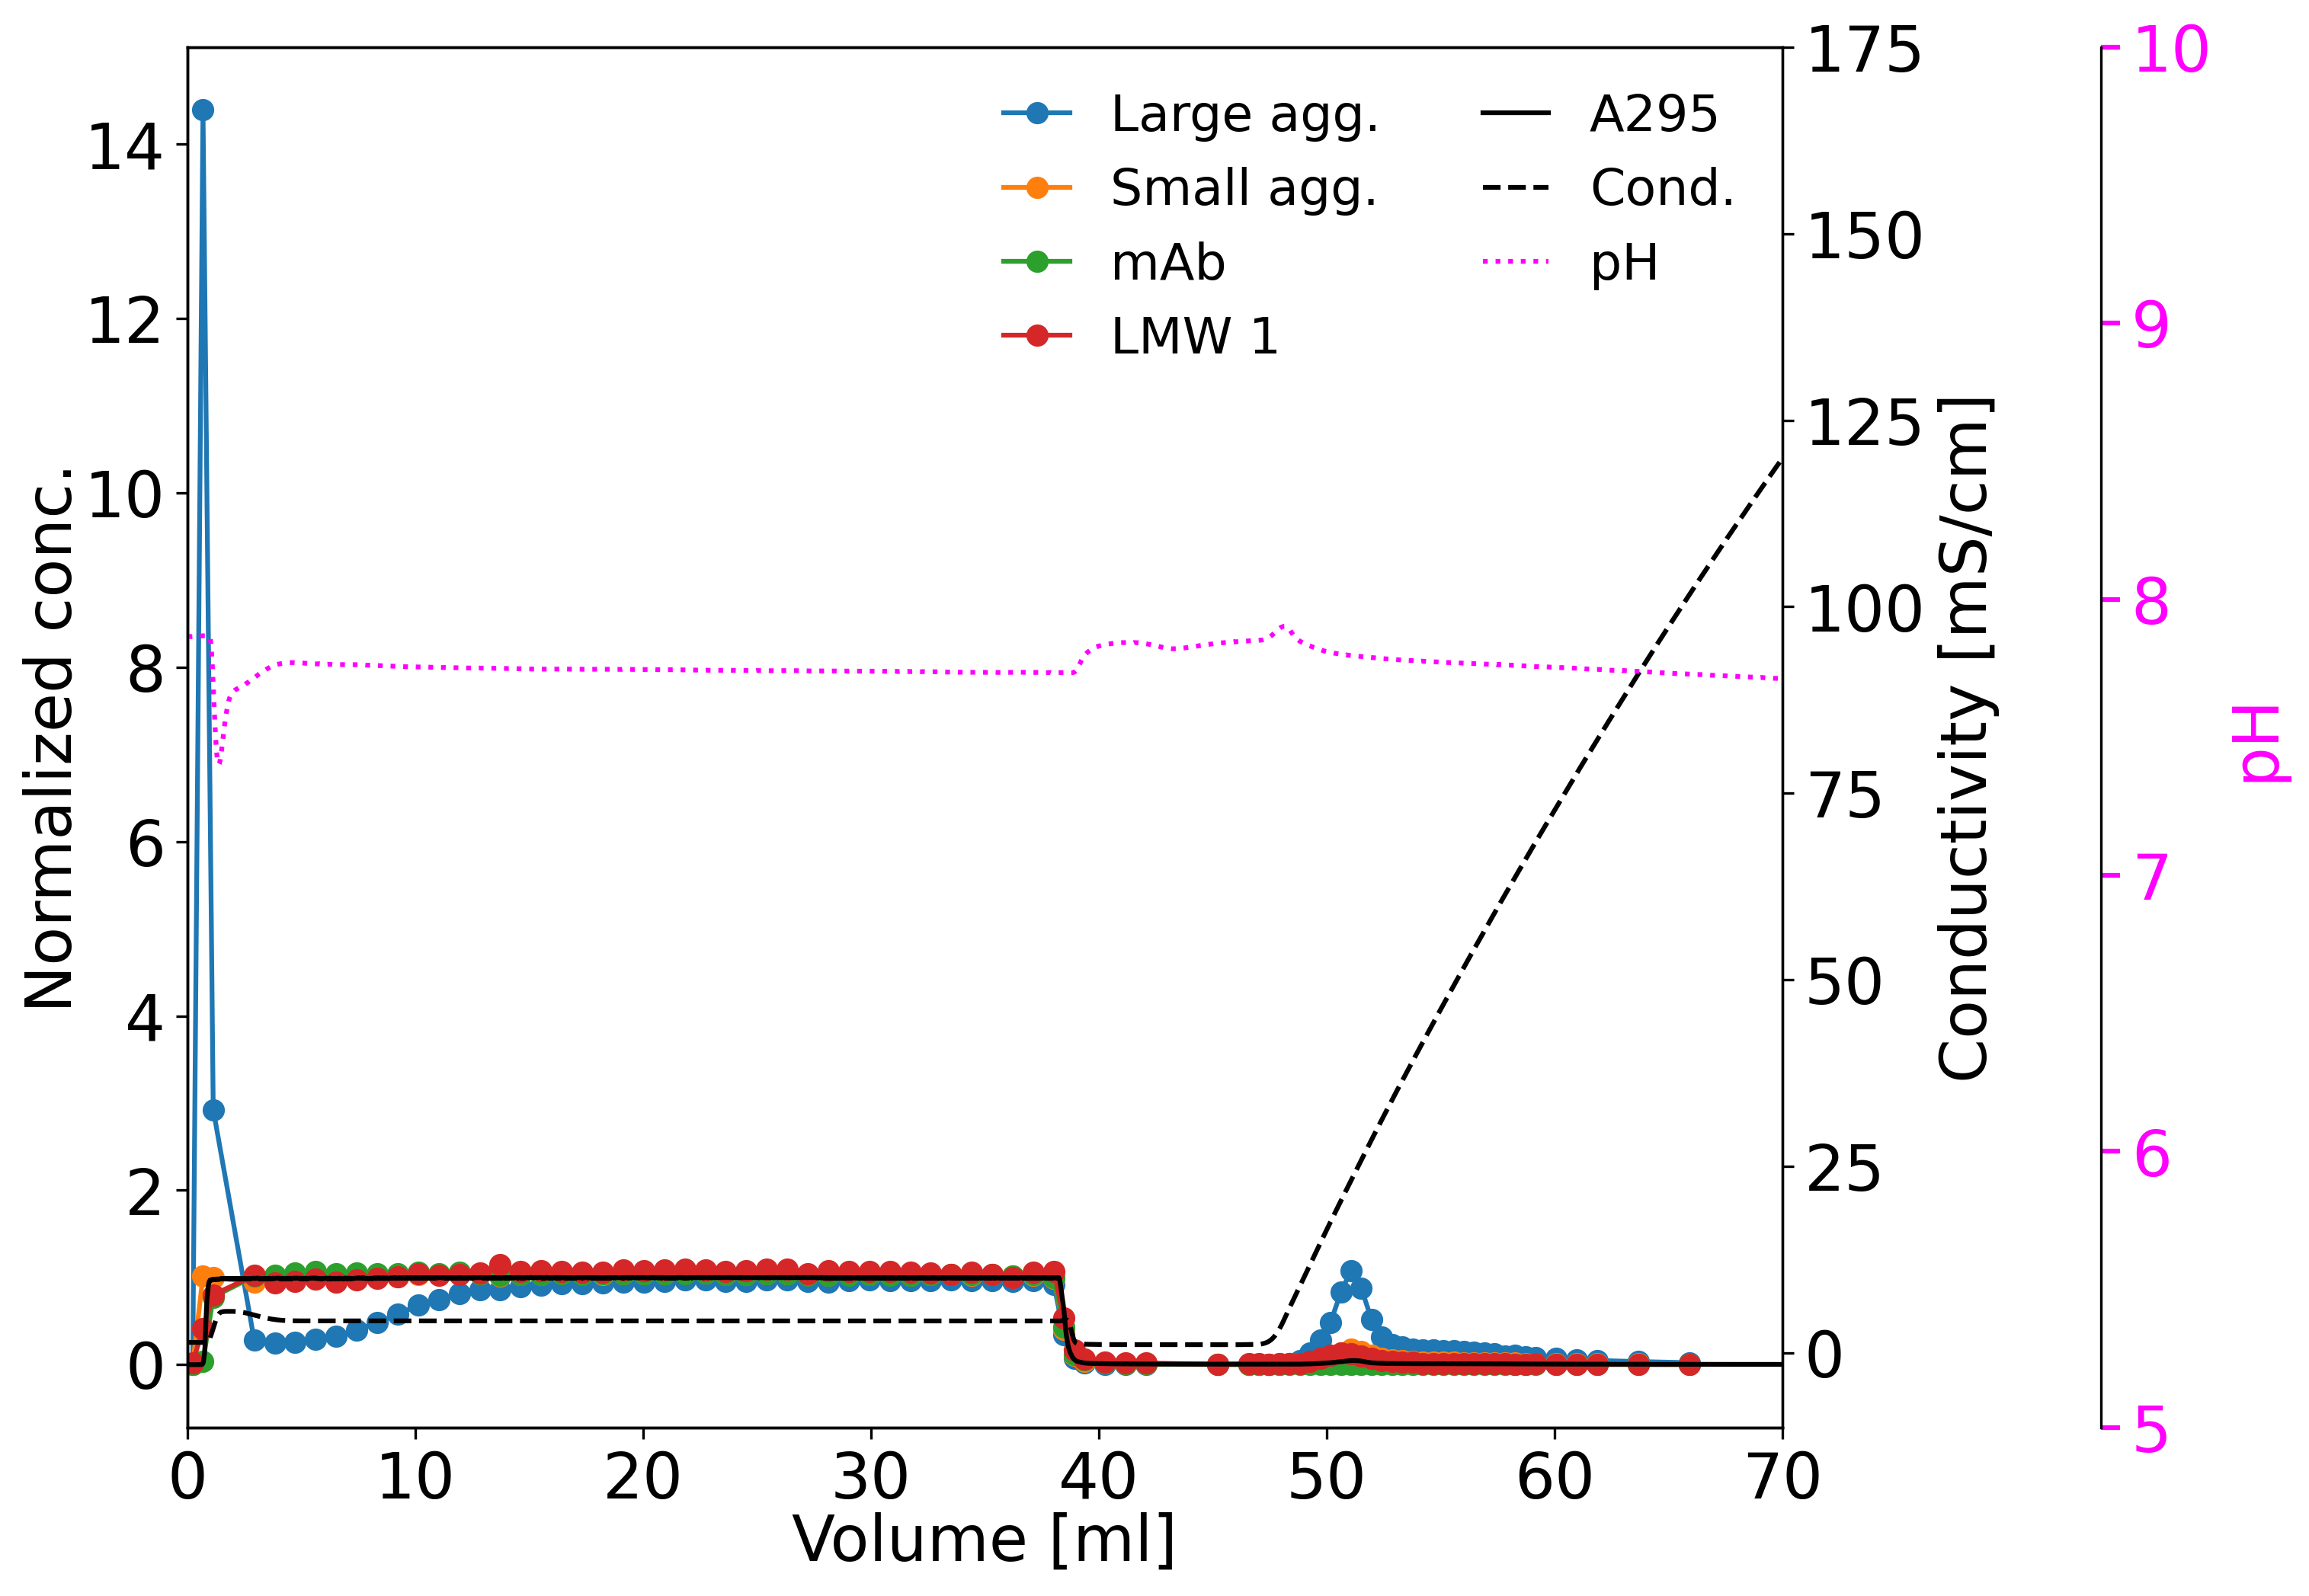 Large agg.
Small agg.
mAb
LMW 1
A295
Cond.
pH
Normalized conc.
14
12
10
8
6
4
2
0
0 10 20 30 40 50 60 70
Volume [ml]
175
150
125
100
75
50
25
0
Conductivity [mS/cm]
10
9
8
7
6
5
pH